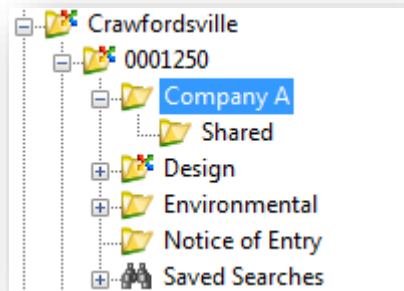 Crawfordsville
0001250
Company A
Shared
Design
Environmental
Notice of Entry
Saved Searches